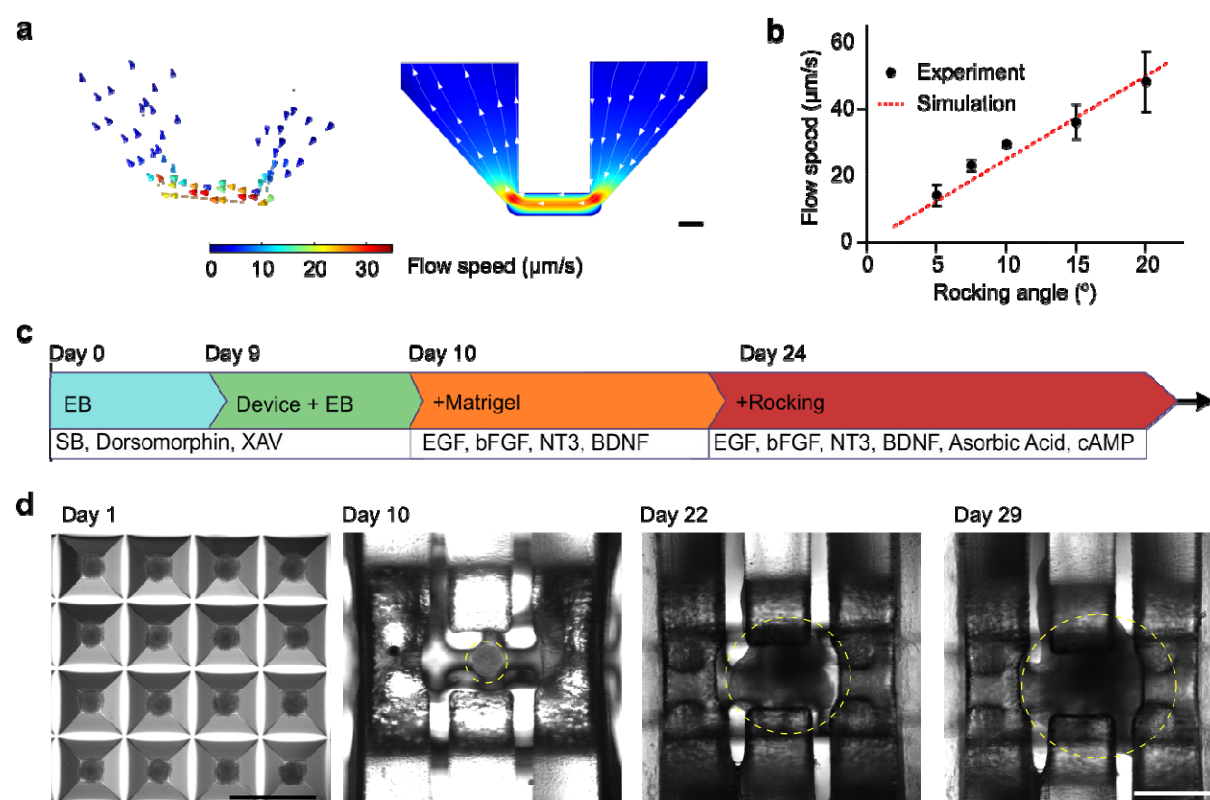 a
0 10 20 30 Flow speed (µm/s)
b
Flow speed (µm/s)
60
40
20
0
Experiment
Simulation
0 5 10 15 20
Rocking angle (º)
c
Day 0 Day 9 Day 10 Day 24
EB Device + EB +Matrigel +Rocking
SB, Dorsomorphin, XAV EGF, bFGF, NT3, BDNF EGF, bFGF, NT3, BDNF, Asorbic Acid, cAMP
d
Day 1 Day 10 Day 22 Day 29